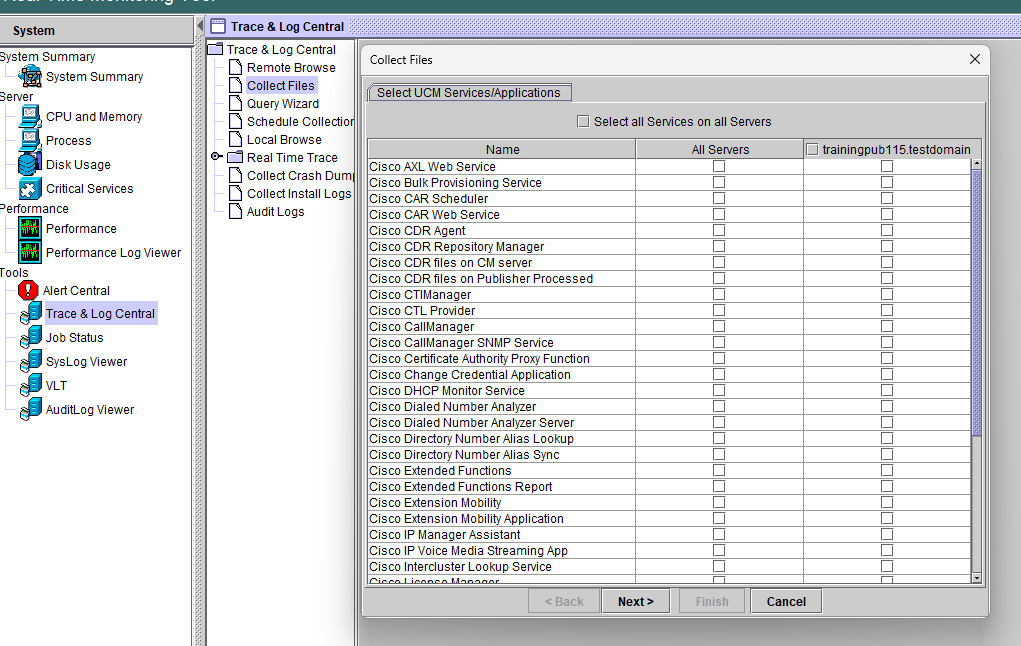 Trace & Log Central
System
System Summary
System Summary
Server
CPU and Memory
Process
Disk Usage
Critical Services
Performance
Performance
Performance Log Viewer
Tools
Alert Central
Trace & Log Central
Job Status
SysLog Viewer
VLT
AuditLog Viewer
Trace & Log Central
Remote Browse
Collect Files
Query Wizard
Schedule Collection
Local Browse
Real Time Trace
Collect Crash Dump
Collect Install Logs
Audit Logs
Collect Files
Select UCM Services/Applications
Select all Services on all Servers
Name All Servers trainingpub115.testdomain
Cisco AXL Web Service
Cisco Bulk Provisioning Service
Cisco CAR Scheduler
Cisco CAR Web Service
Cisco CDR Agent
Cisco CDR Repository Manager
Cisco CDR files on CM server
Cisco CDR files on Publisher Processed
Cisco CTIManager
Cisco CTL Provider
Cisco CallManager
Cisco CallManager SNMP Service
Cisco Certificate Authority Proxy Function
Cisco Change Credential Application
Cisco DHCP Monitor Service
Cisco Dialed Number Analyzer
Cisco Dialed Number Analyzer Server
Cisco Directory Number Alias Lookup
Cisco Directory Number Alias Sync
Cisco Extended Functions
Cisco Extended Functions Report
Cisco Extension Mobility
Cisco Extension Mobility Application
Cisco IP Manager Assistant
Cisco IP Voice Media Streaming App
Cisco Intercluster Lookup Service
Cisco License Manager
< Back Next > Finish Cancel